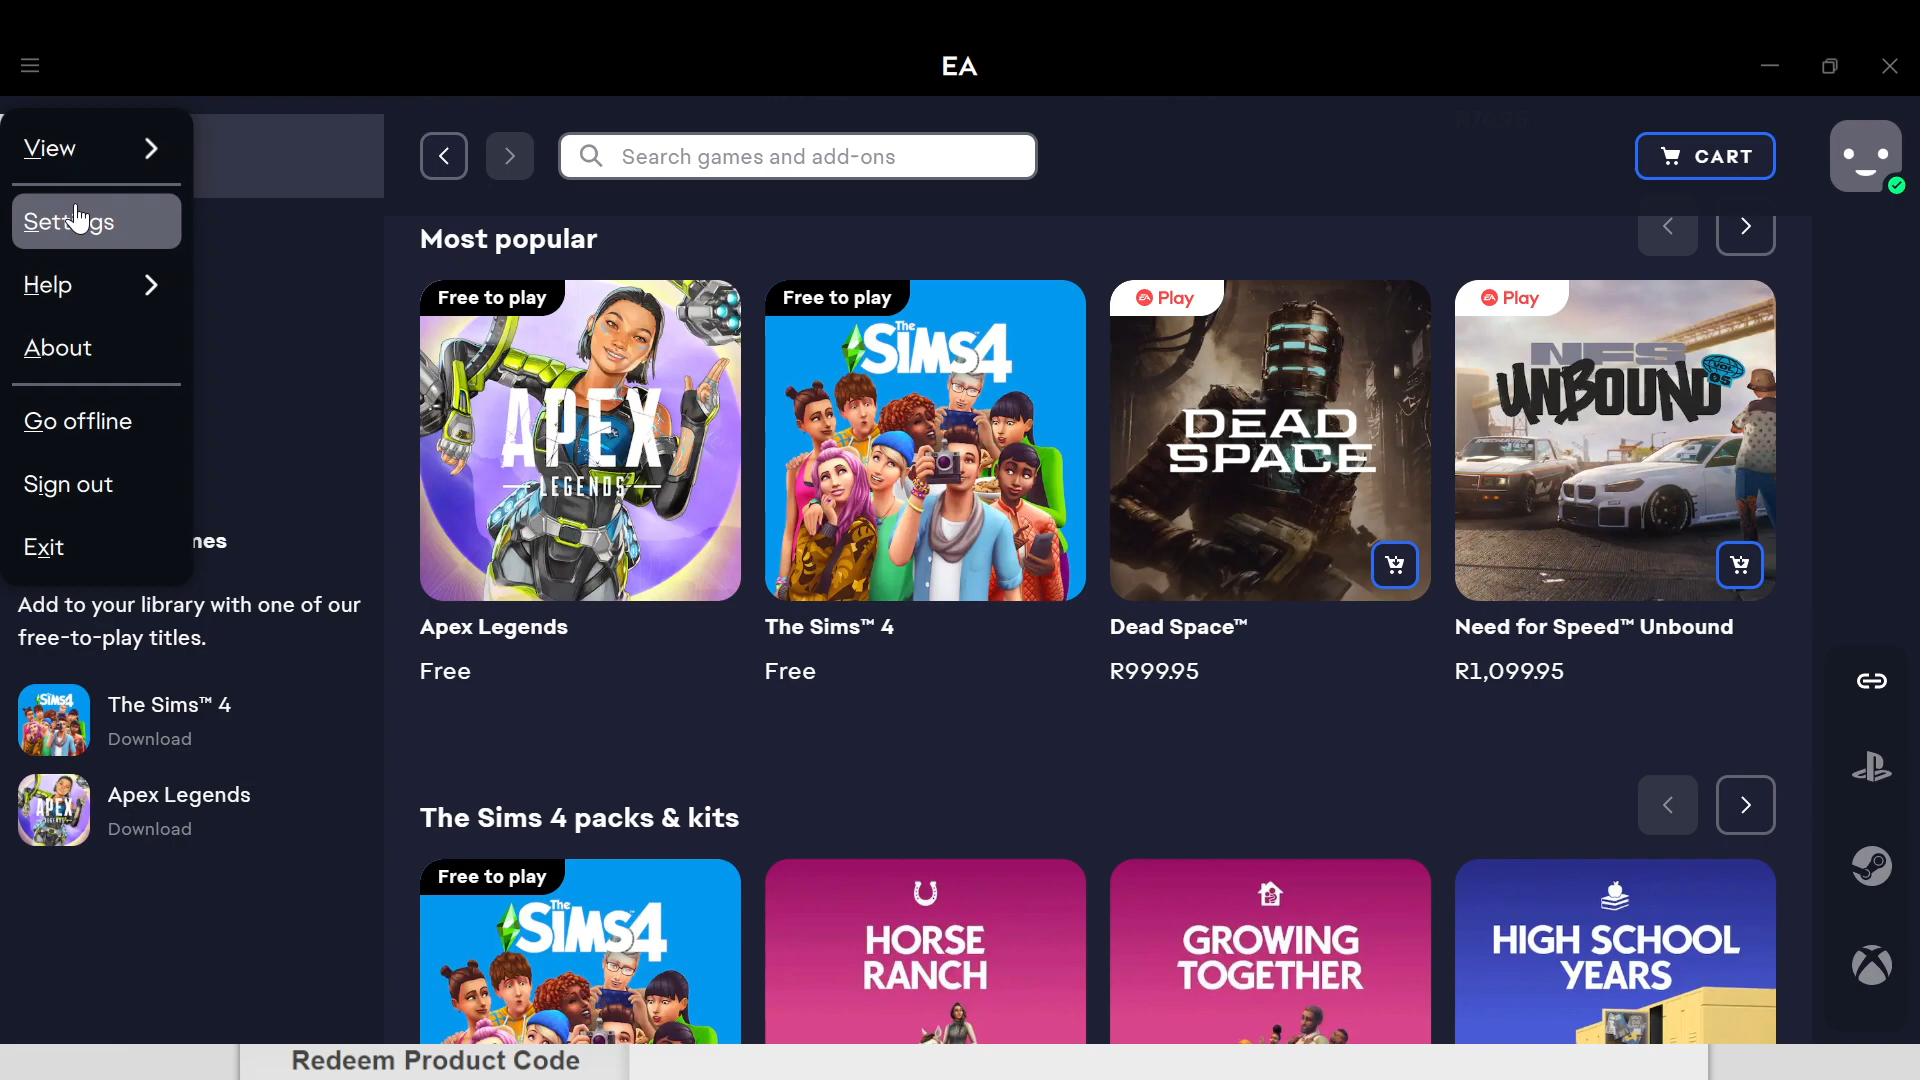 EA
View
Settings
Help
About
Go offline
Sign out
Exit
Add to your library with one of our
free-to-play titles.
The Sims™ 4
Download
Apex Legends
Download
Search games and add-ons
CART
Most popular
Free to play
APEX
LEGENDS
Apex Legends
Free
Free to play
The
SIMS4
The Sims™ 4
Free
EA Play
DEAD
SPACE
Dead Space™
R999.95
EA Play
NFS
UNBOUND
VOL
05
Need for Speed™ Unbound
R1,099.95
The Sims 4 packs & kits
Free to play
The
SIMS4
HORSE
RANCH
GROWING
TOGETHER
HIGH SCHOOL
YEARS
Redeem Product Code